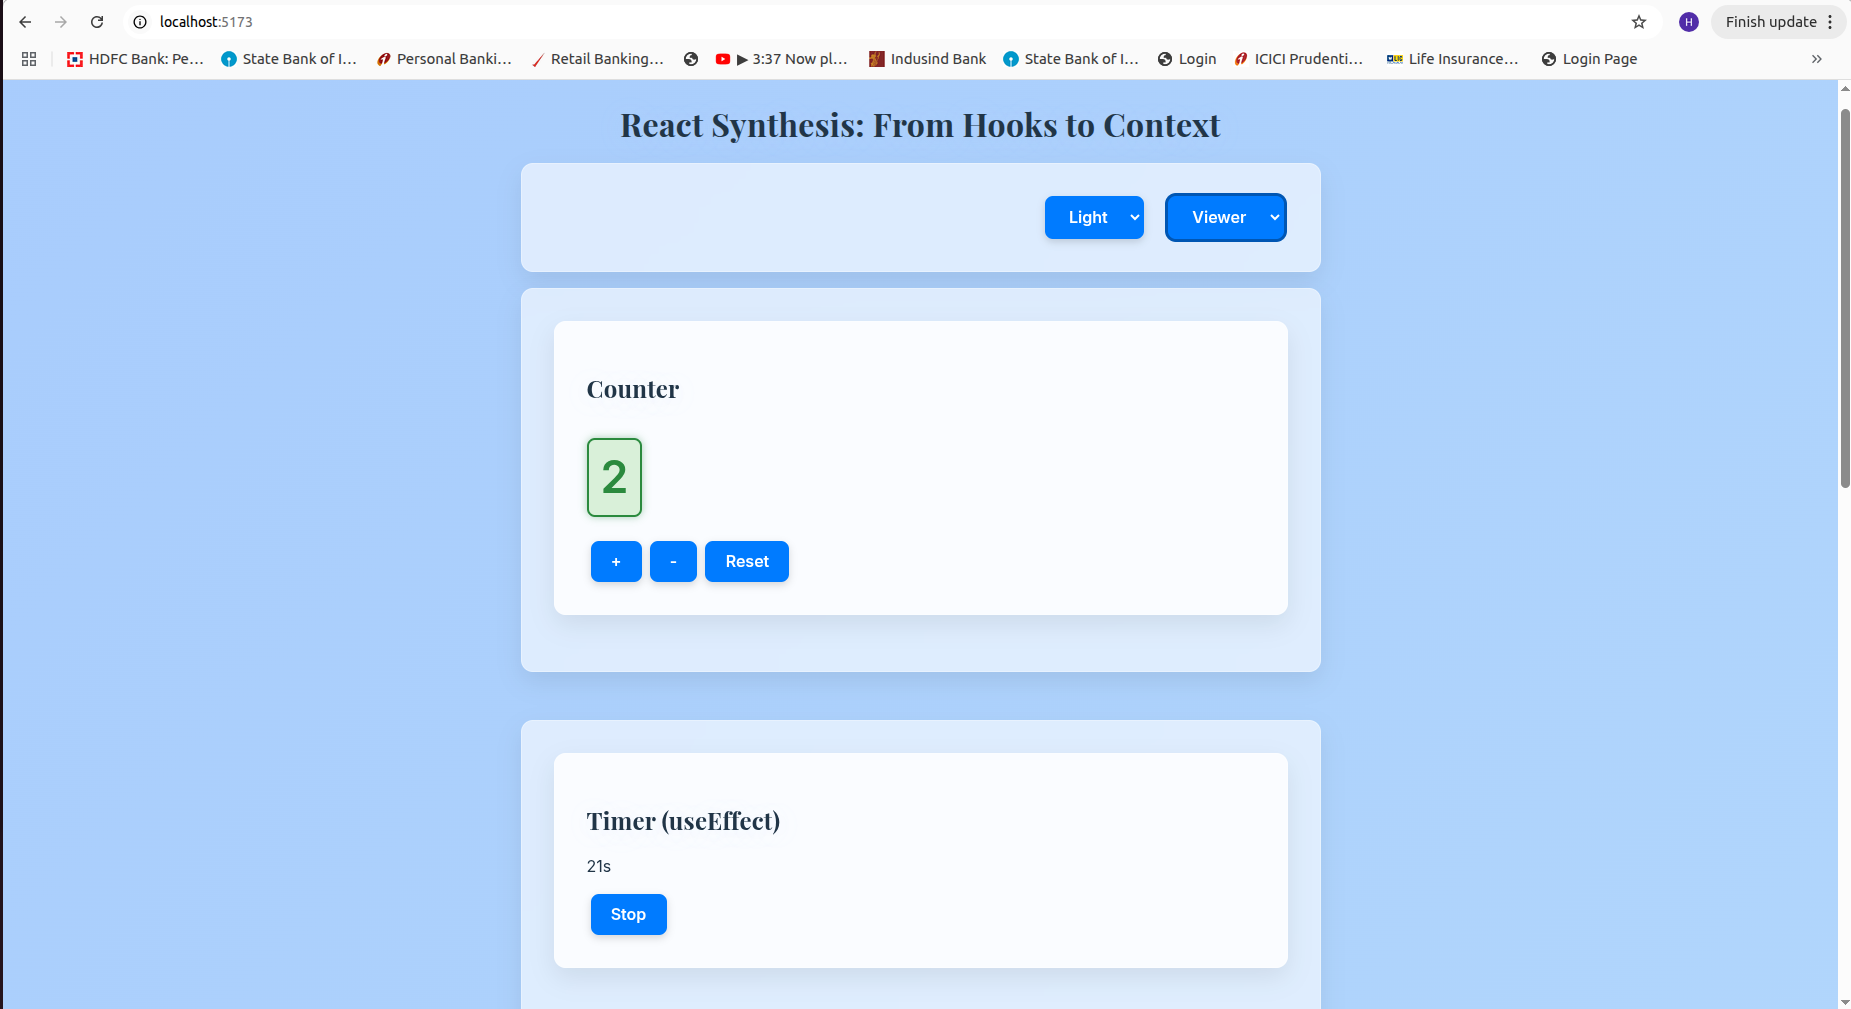 localhost:5173
H
Finish update
HDFC Bank: Pe...
State Bank of I...
Personal Banki...
Retail Banking...
▶ 3:37 Now pl...
Indusind Bank
State Bank of I...
Login
ICICI Prudenti...
Life Insurance...
Login Page
»
React Synthesis: From Hooks to Context
Light
Viewer
Counter
2
+ - Reset
Timer (useEffect)
21s
Stop